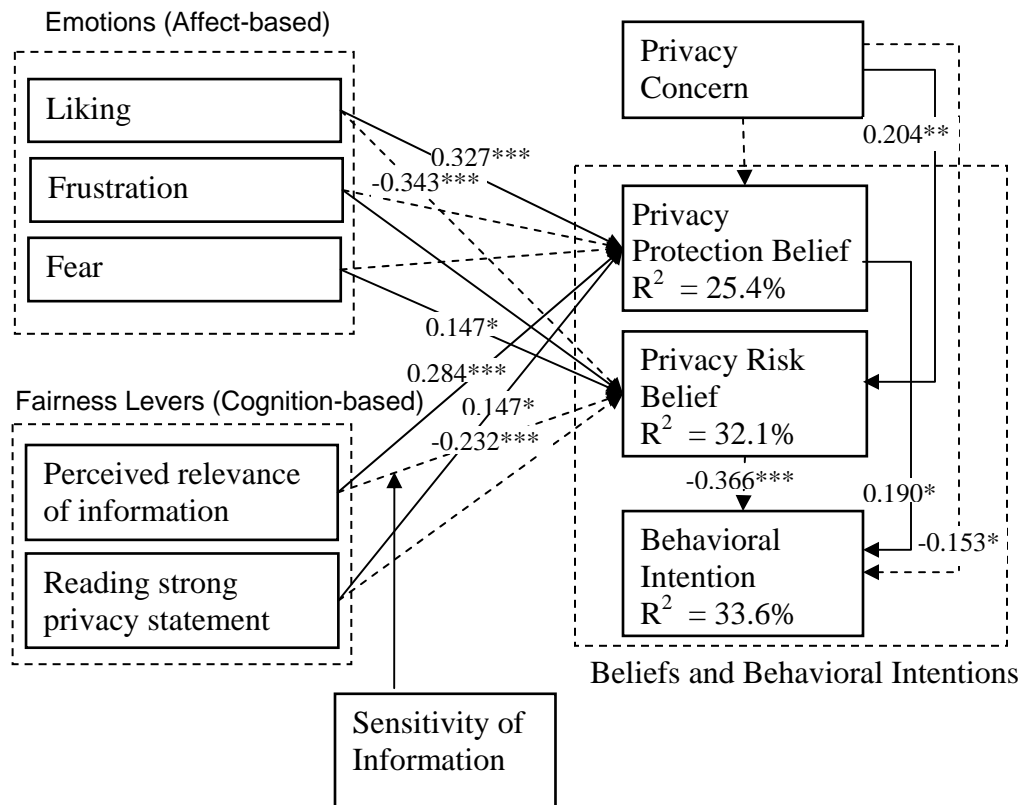 Emotions (Affect-based)
Liking
Frustration
Fear
Privacy
Concern
0.204**
0.327***
-0.343***
Privacy
Protection Belief
R² = 25.4%
0.147*
0.284***
Fairness Levers (Cognition-based)
0.147*
-0.232***
Privacy Risk
Belief
R² = 32.1%
Perceived relevance
of information
-0.366***
0.190*
-0.153*
Reading strong
privacy statement
Behavioral
Intention
R² = 33.6%
Beliefs and Behavioral Intentions
Sensitivity of
Information